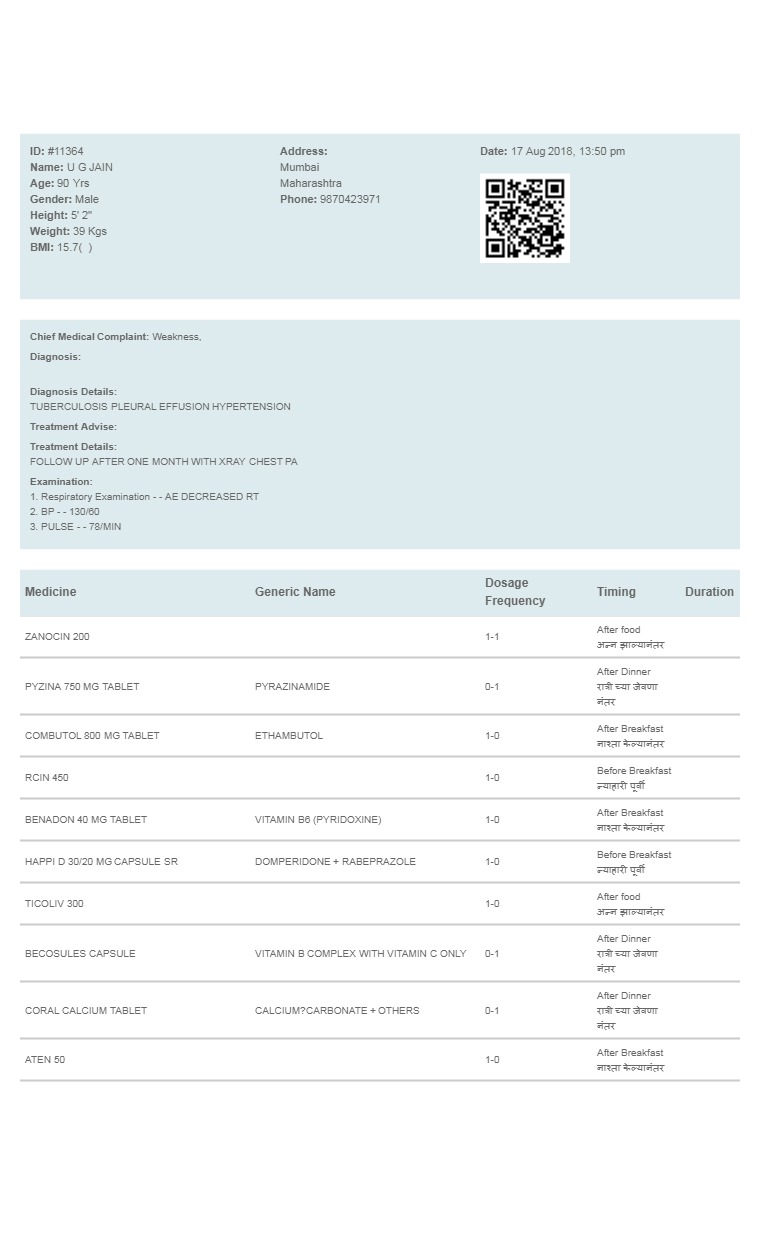 ID: #11364
Name: U G JAIN
Age: 90 Yrs
Gender: Male
Height: 5' 2"
Weight: 39 Kgs
BMI: 15.7( )
Address:
Mumbai
Maharashtra
Phone: 9870423971
Date: 17 Aug 2018, 13:50 pm
Chief Medical Complaint: Weakness,
Diagnosis:
Diagnosis Details:
TUBERCULOSIS PLEURAL EFFUSION HYPERTENSION
Treatment Advise:
Treatment Details:
FOLLOW UP AFTER ONE MONTH WITH XRAY CHEST PA
Examination:
1. Respiratory Examination - - AE DECREASED RT
2. BP - - 130/60
3. PULSE - - 78/MIN
Medicine Generic Name Dosage Frequency Timing Duration
ZANOCIN 200 1-1 After food
अन्न झाल्यानंतर
PYZINA 750 MG TABLET PYRAZINAMIDE 0-1 After Dinner
रात्री च्या जेवणा
नंतर
COMBUTOL 800 MG TABLET ETHAMBUTOL 1-0 After Breakfast
नाश्ता केल्यानंतर
RCIN 450 1-0 Before Breakfast
न्याहारी पूर्वी
BENADON 40 MG TABLET VITAMIN B6 (PYRIDOXINE) 1-0 After Breakfast
नाश्ता केल्यानंतर
HAPPI D 30/20 MG CAPSULE SR DOMPERIDONE + RABEPRAZOLE 1-0 Before Breakfast
न्याहारी पूर्वी
TICOLIV 300 1-0 After food
अन्न झाल्यानंतर
BECOSULES CAPSULE VITAMIN B COMPLEX WITH VITAMIN C ONLY 0-1 After Dinner
रात्री च्या जेवणा
नंतर
CORAL CALCIUM TABLET CALCIUM?CARBONATE + OTHERS 0-1 After Dinner
रात्री च्या जेवणा
नंतर
ATEN 50 1-0 After Breakfast
नाश्ता केल्यानंतर